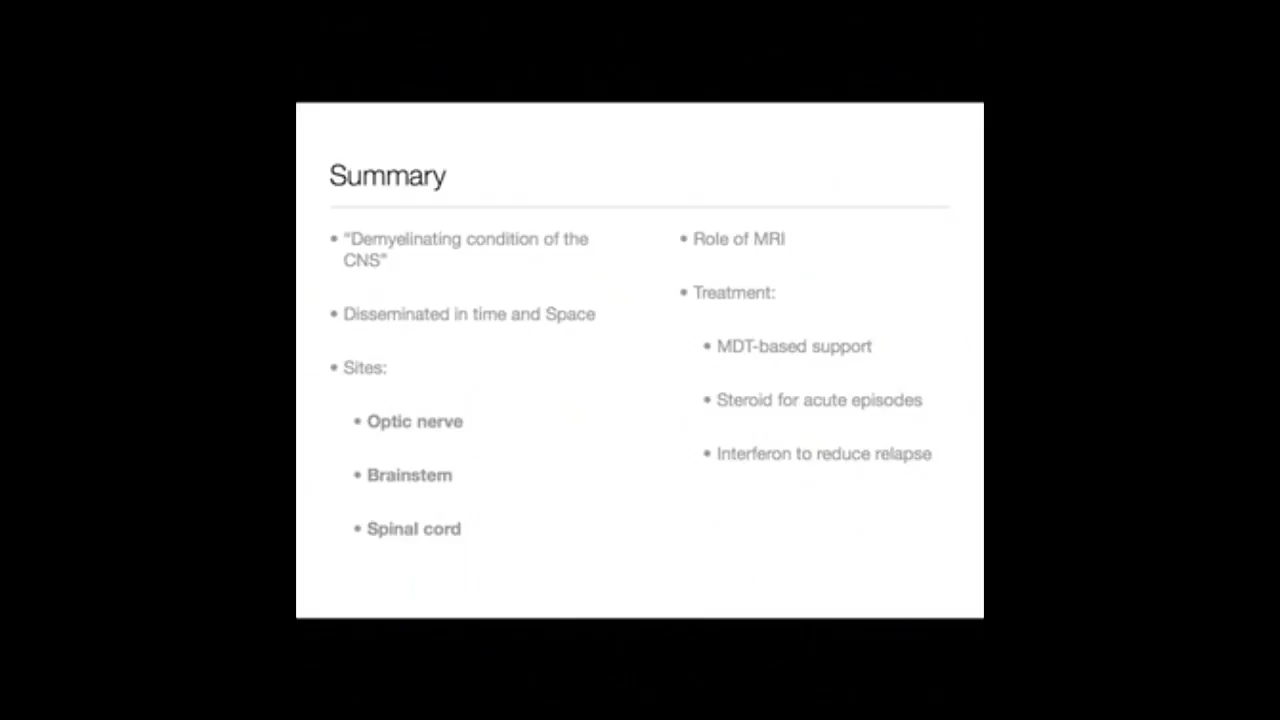 Summary
• “Demyelinating condition of the
CNS”
• Disseminated in time and Space
• Sites:
• Optic nerve
• Brainstem
• Spinal cord
• Role of MRI
• Treatment:
• MDT-based support
• Steroid for acute episodes
• Interferon to reduce relapse